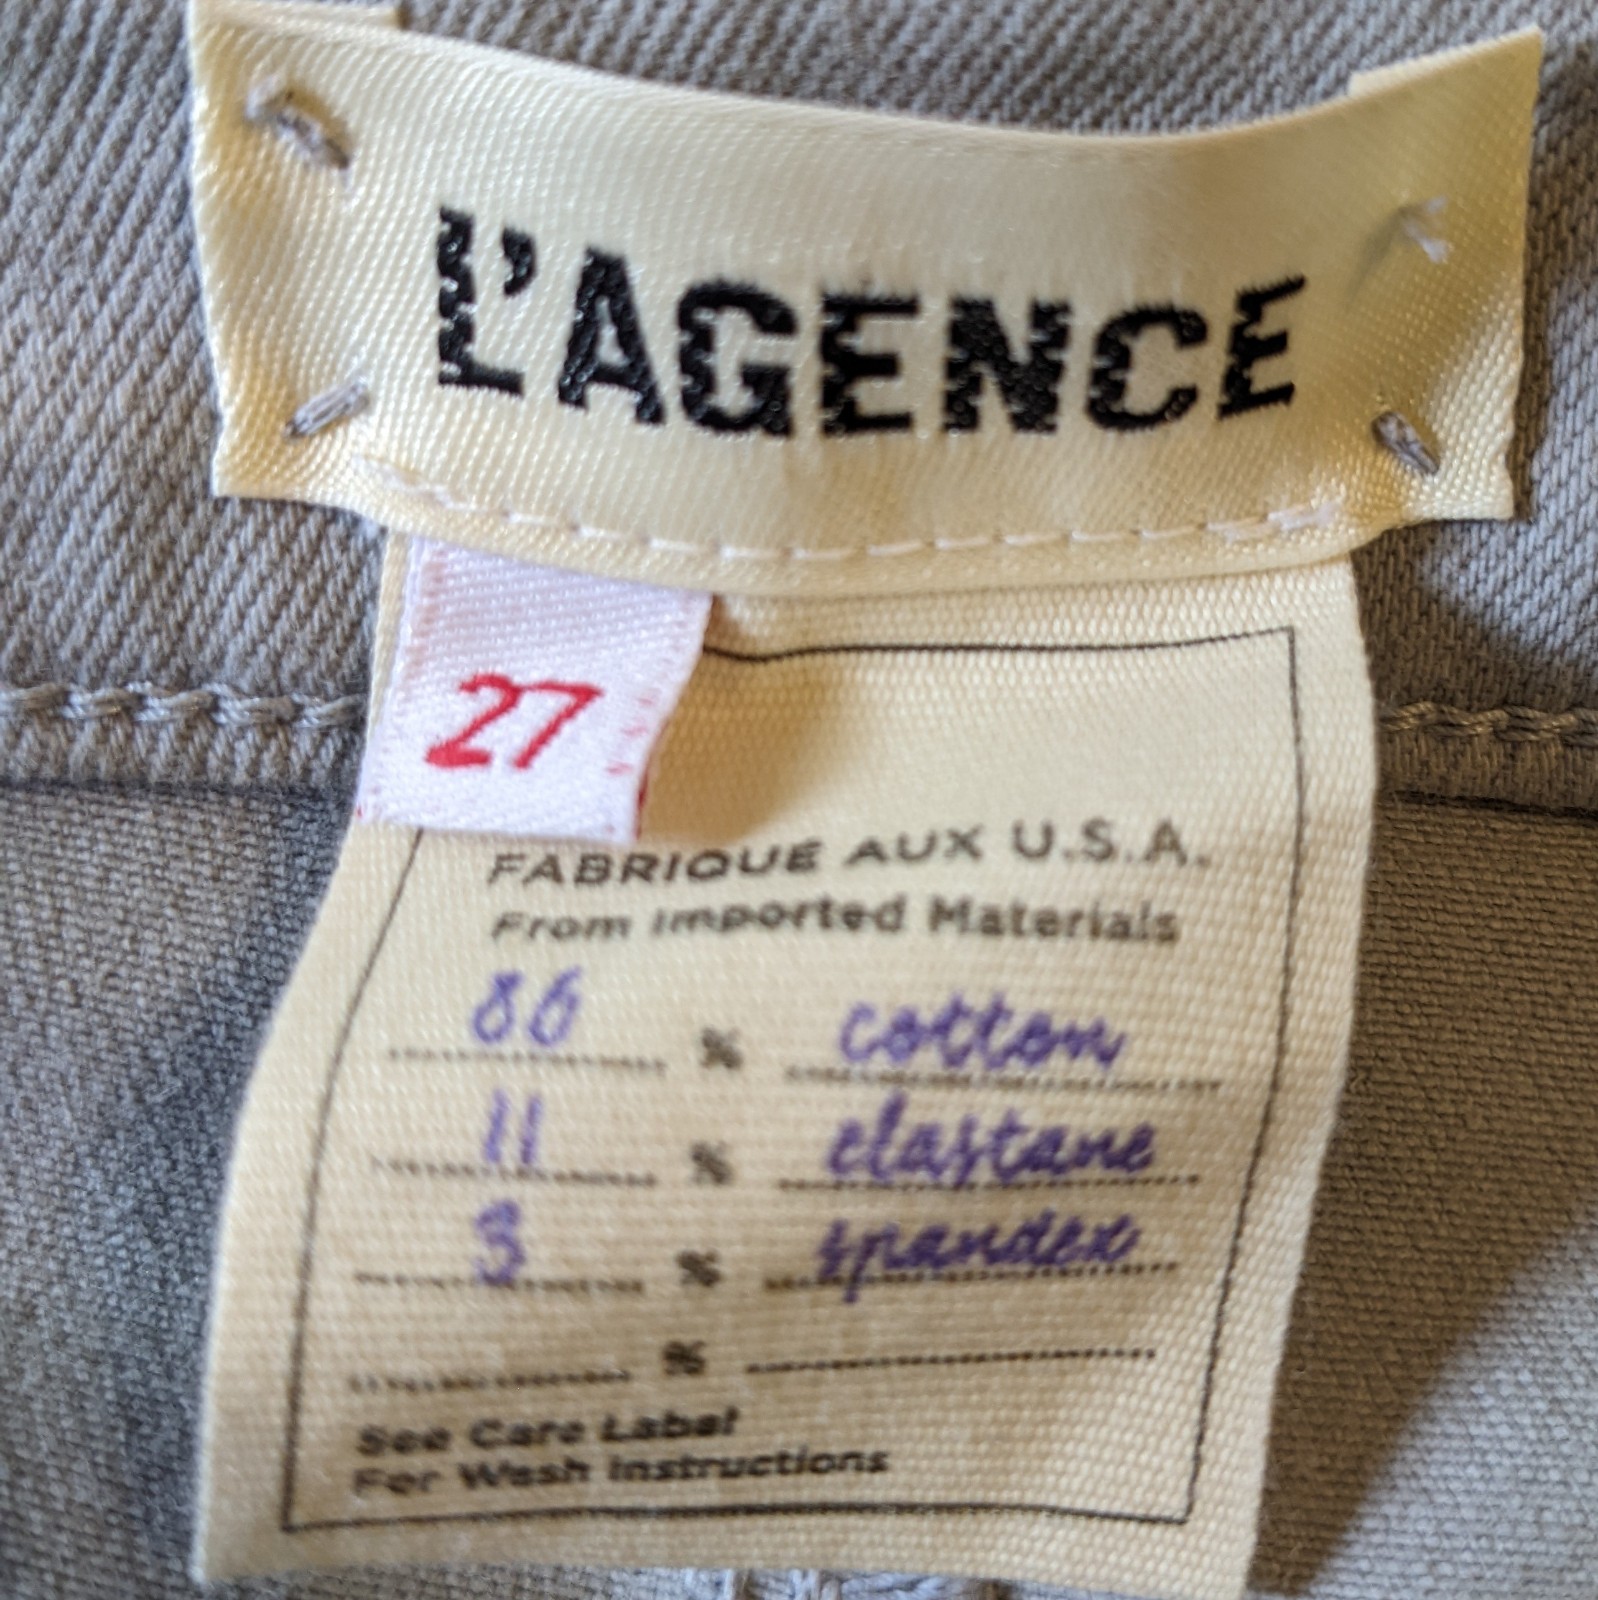 L'AGENCE
27
FABRIQUE AUX U.S.A.
From Imported Materials
86 % cotton
11 % elastane
3 % spandex
%
See Care Label
For Wash Instructions